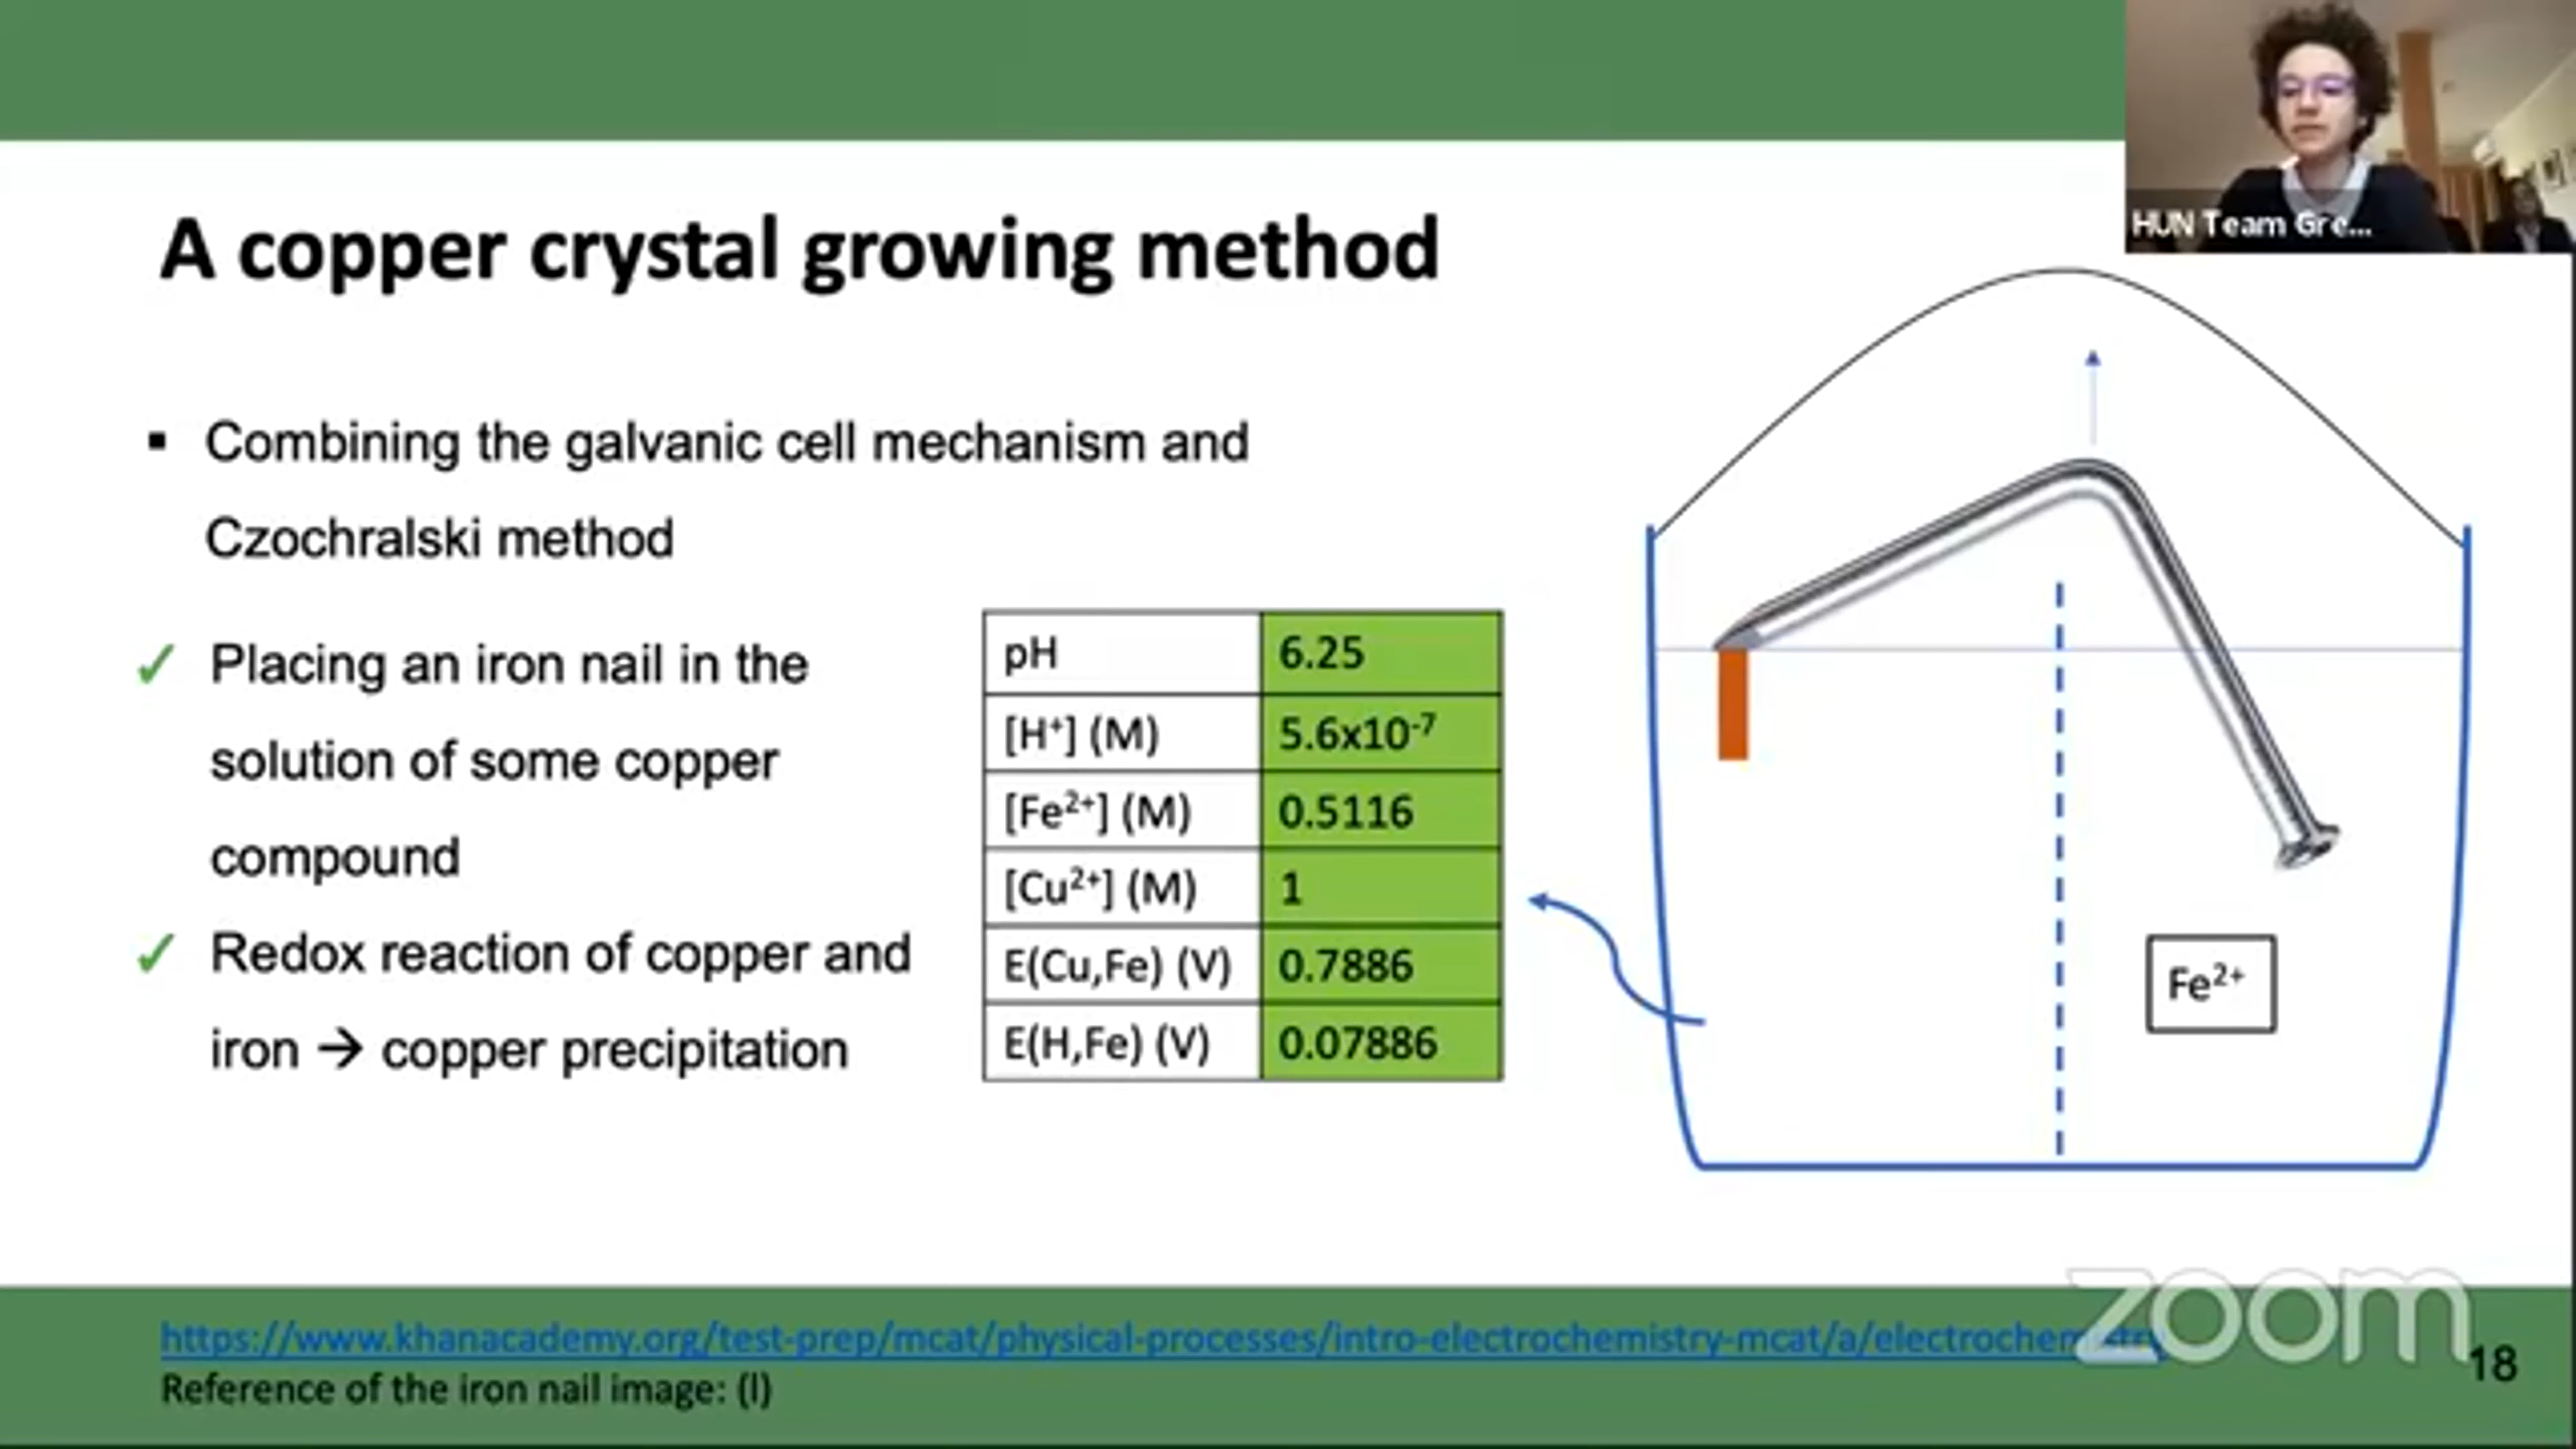 HUN Team Gre...
A copper crystal growing method
▪ Combining the galvanic cell mechanism and
Czochralski method
✓ Placing an iron nail in the
solution of some copper
compound
✓ Redox reaction of copper and
iron → copper precipitation
pH 6.25
[H⁺] (M) 5.6x10⁻⁷
[Fe²⁺] (M) 0.5116
[Cu²⁺] (M) 1
E(Cu,Fe) (V) 0.7886
E(H,Fe) (V) 0.07886
Fe²⁺
https://www.khanacademy.org/test-prep/mcat/physical-processes/intro-electrochemistry-mcat/a/electrochemistry
Reference of the iron nail image: (I)
zoom
18